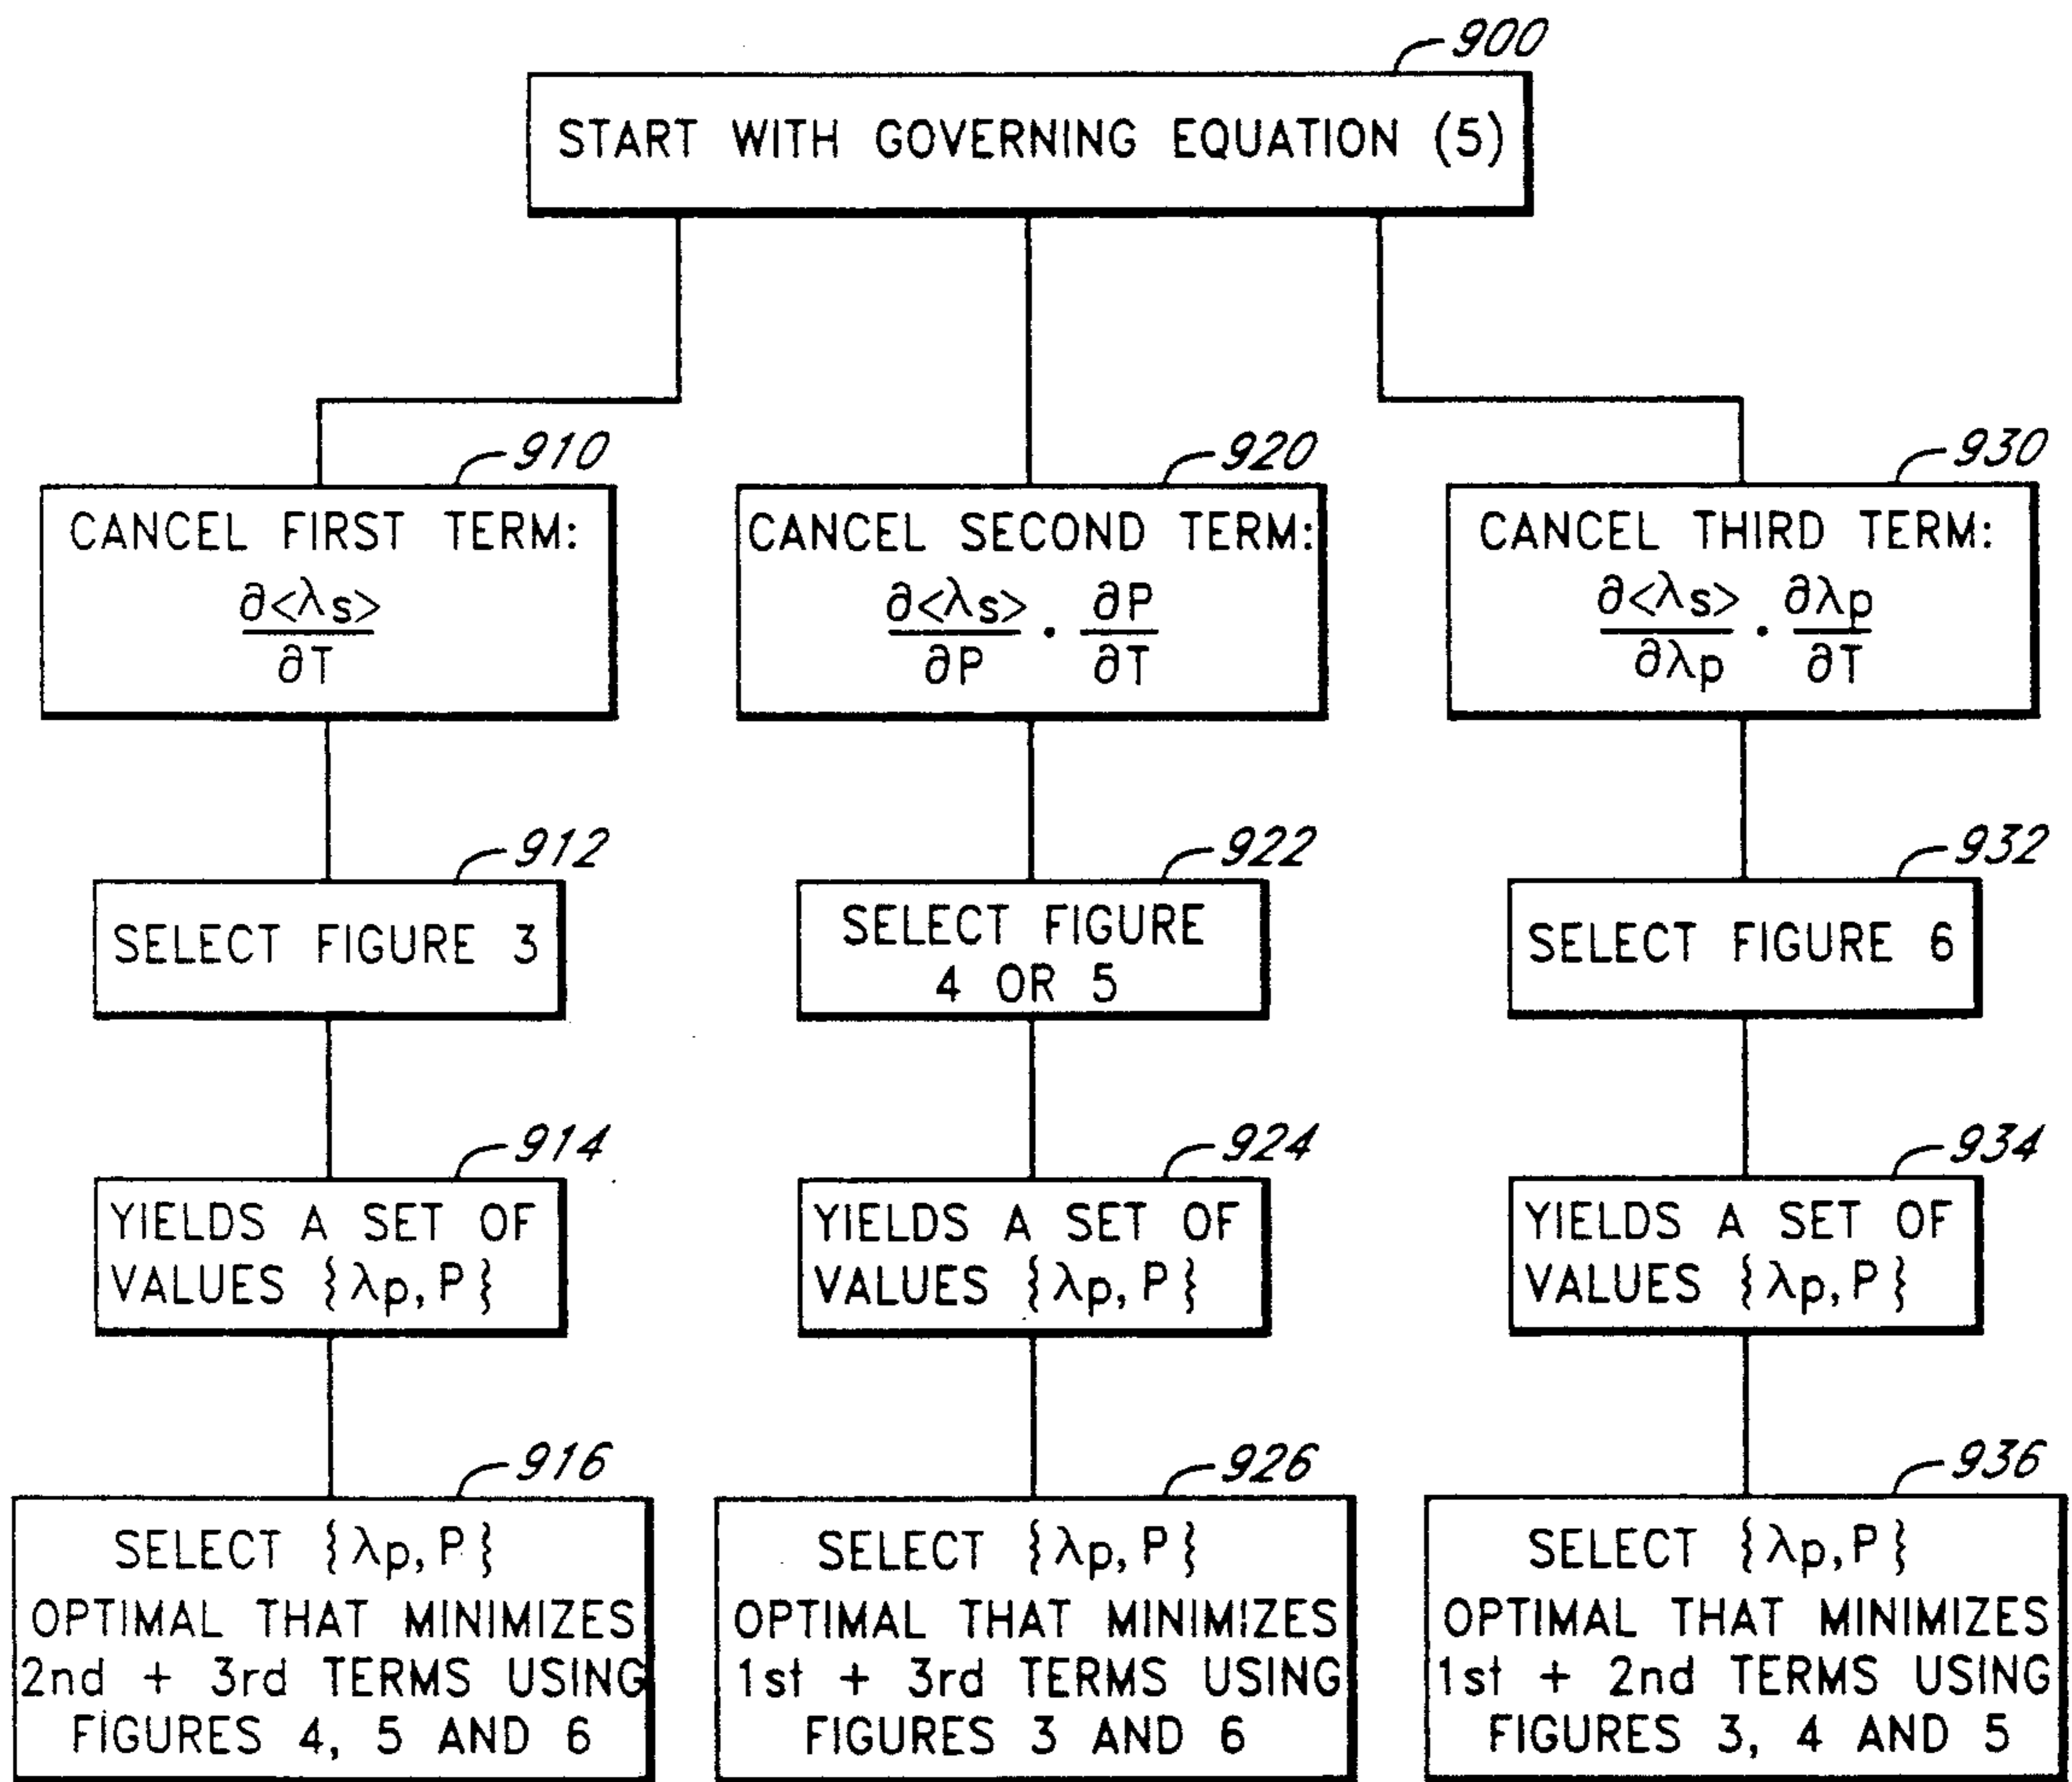 900
START WITH GOVERNING EQUATION (5)
910
CANCEL FIRST TERM:
∂<λs>
∂T
920
CANCEL SECOND TERM:
∂<λs> · ∂P
∂P ∂T
930
CANCEL THIRD TERM:
∂<λs> · ∂λp
∂λp ∂T
912
SELECT FIGURE 3
922
SELECT FIGURE
4 OR 5
932
SELECT FIGURE 6
914
YIELDS A SET OF
VALUES {λp, P}
924
YIELDS A SET OF
VALUES {λp, P}
934
YIELDS A SET OF
VALUES {λp, P}
916
SELECT {λp, P}
OPTIMAL THAT MINIMIZES
2nd + 3rd TERMS USING
FIGURES 4, 5 AND 6
926
SELECT {λp, P}
OPTIMAL THAT MINIMIZES
1st + 3rd TERMS USING
FIGURES 3 AND 6
936
SELECT {λp, P}
OPTIMAL THAT MINIMIZES
1st + 2nd TERMS USING
FIGURES 3, 4 AND 5